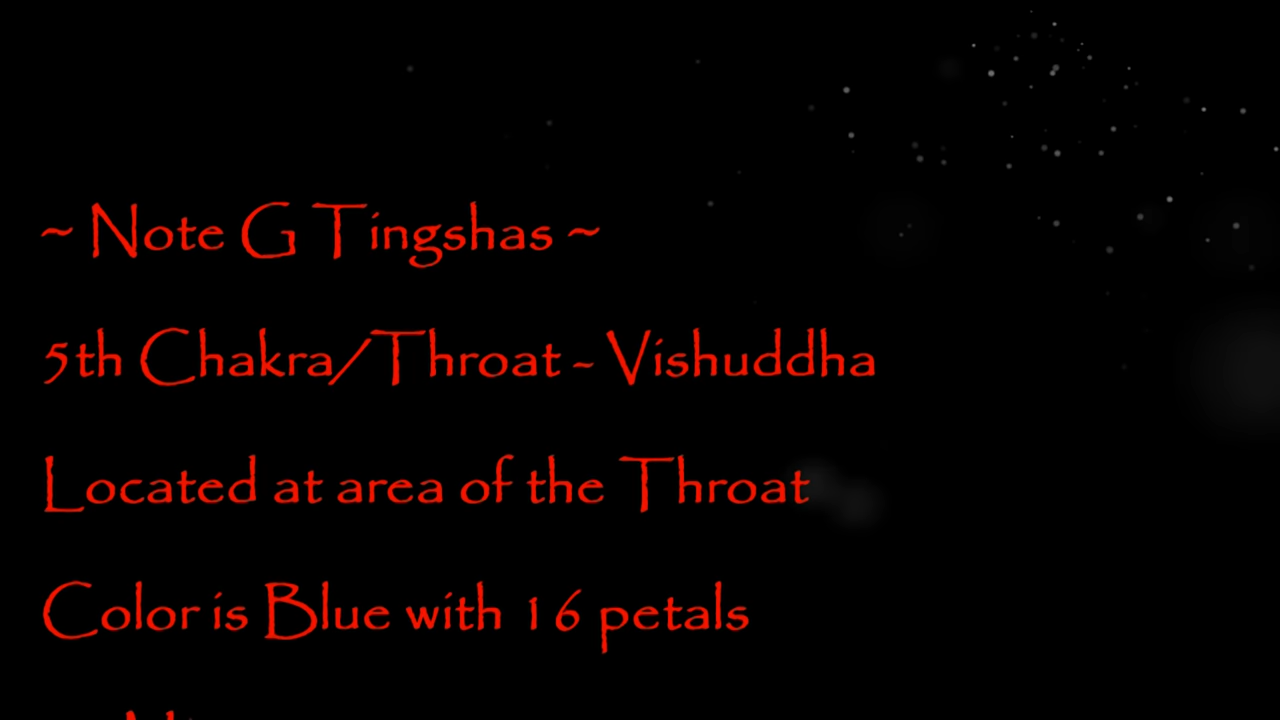 ~ Note G Tingshas ~
5th Chakra/Throat - Vishuddha
Located at area of the Throat
Color is Blue with 16 petals